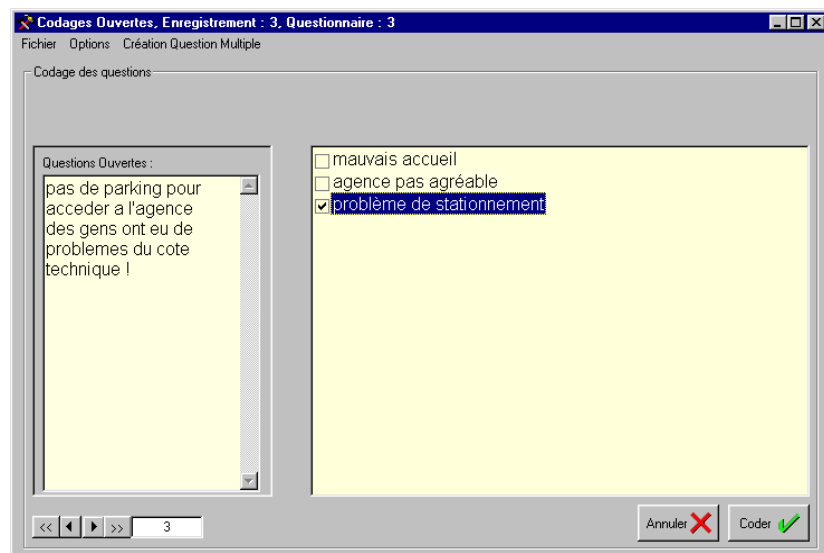 Codages Ouvertes, Enregistrement : 3, Questionnaire : 3
Fichier Options Création Question Multiple
Codage des questions
Questions Ouvertes :
pas de parking pour
acceder a l'agence
des gens ont eu de
problemes du cote
technique !
mauvais accueil
agence pas agréable
problème de stationnement
<< >> 3
Annuler
Coder